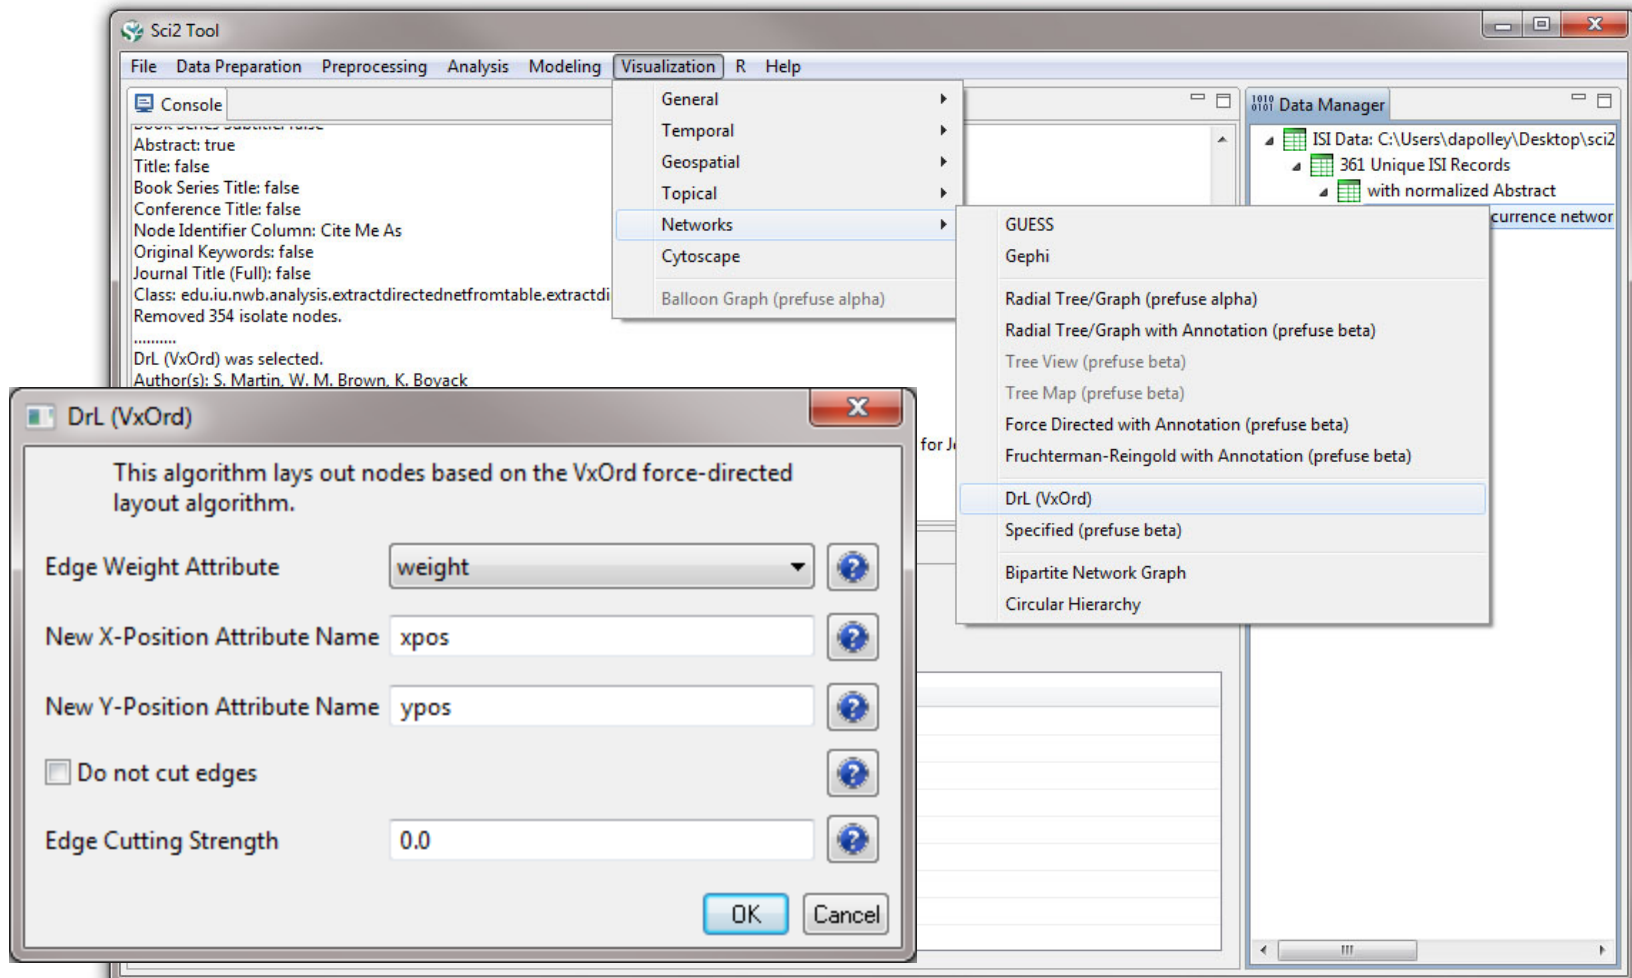 Sci2 Tool
File Data Preparation Preprocessing Analysis Modeling Visualization R Help
Console
Abstract: true
Title: false
Book Series Title: false
Conference Title: false
Node Identifier Column: Cite Me As
Original Keywords: false
Journal Title (Full): false
Class: edu.iu.nwb.analysis.extractdirectednetfromtable.extractdi
Removed 354 isolate nodes.
..........
DrL (VxOrd) was selected.
Author(s): S. Martin, W. M. Brown, K. Boyack
for J
General
Temporal
Geospatial
Topical
Networks
Cytoscape
Balloon Graph (prefuse alpha)
GUESS
Gephi
Radial Tree/Graph (prefuse alpha)
Radial Tree/Graph with Annotation (prefuse beta)
Tree View (prefuse beta)
Tree Map (prefuse beta)
Force Directed with Annotation (prefuse beta)
Fruchterman-Reingold with Annotation (prefuse beta)
DrL (VxOrd)
Specified (prefuse beta)
Bipartite Network Graph
Circular Hierarchy
Data Manager
ISI Data: C:\Users\dapolley\Desktop\sci2
361 Unique ISI Records
with normalized Abstract
currence networ
DrL (VxOrd)
This algorithm lays out nodes based on the VxOrd force-directed
layout algorithm.
Edge Weight Attribute weight
New X-Position Attribute Name xpos
New Y-Position Attribute Name ypos
Do not cut edges
Edge Cutting Strength 0.0
OK Cancel